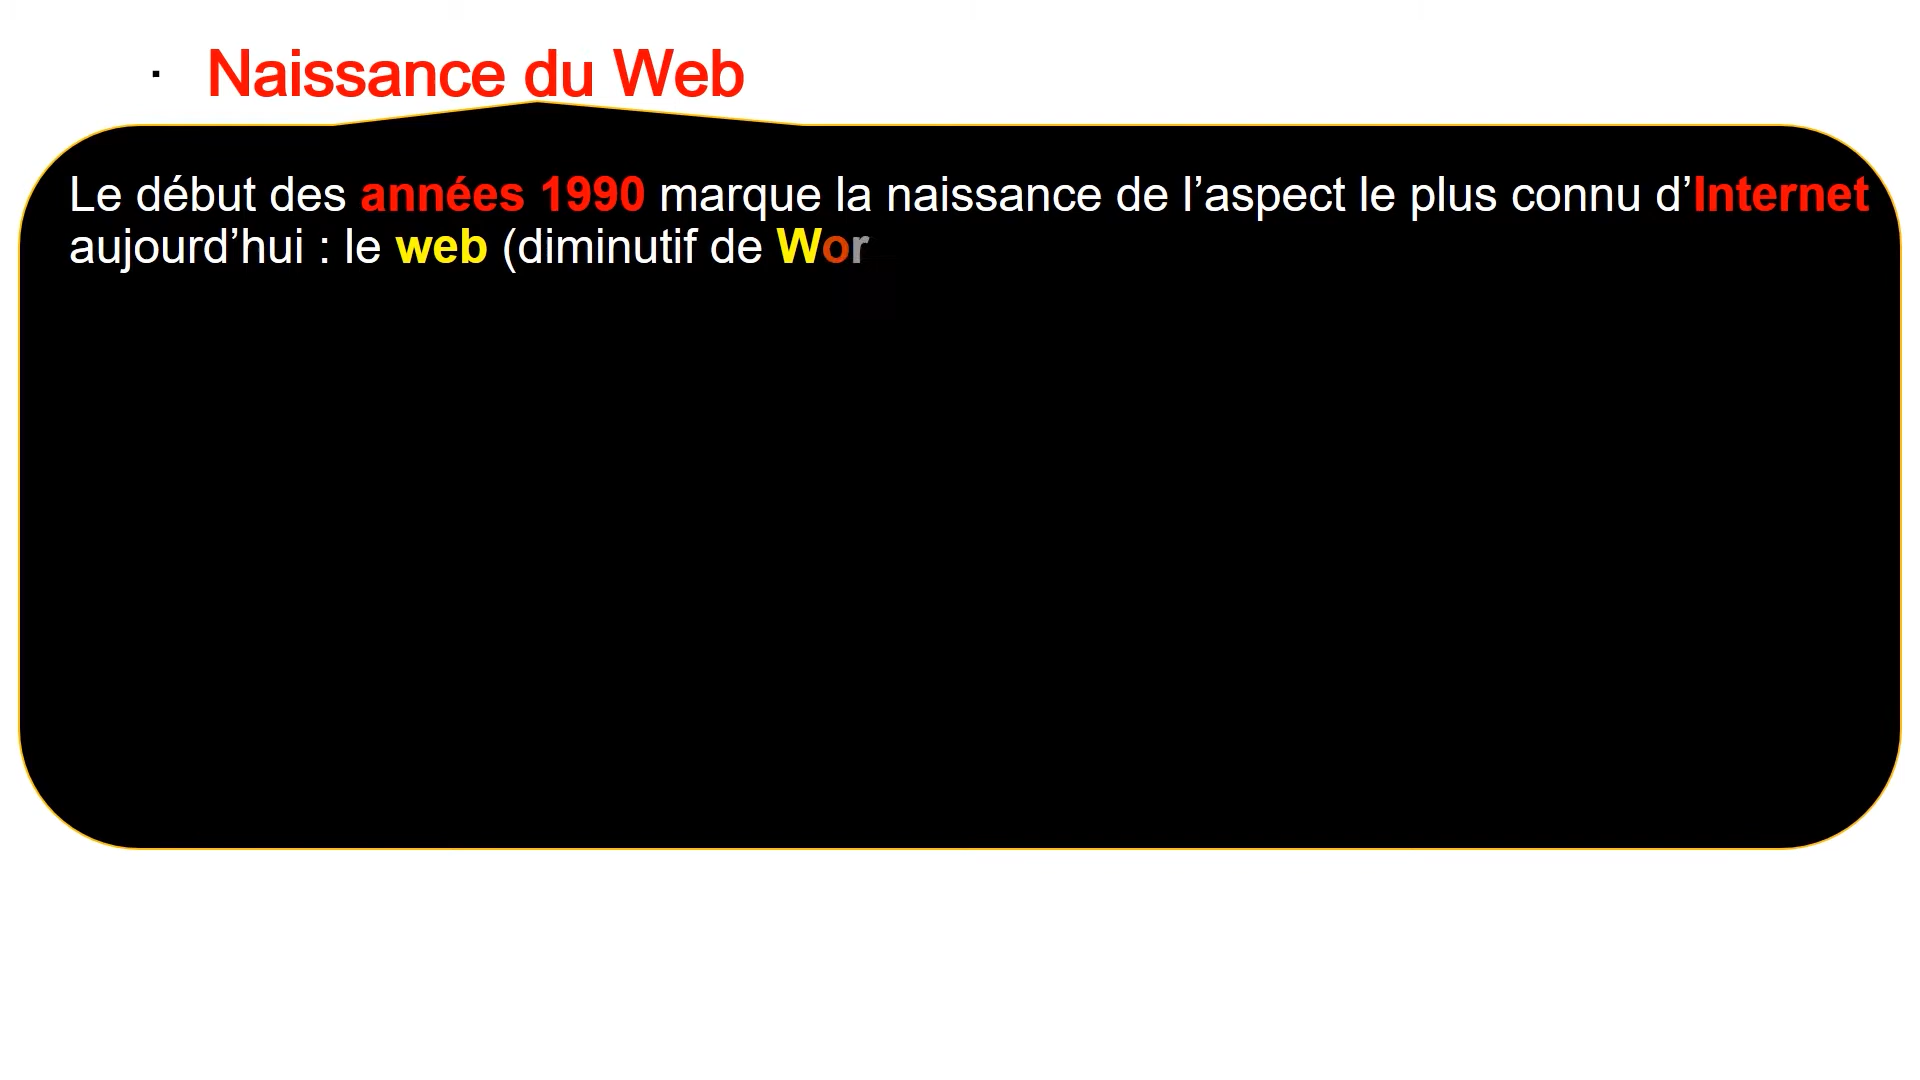 ▪ Naissance du Web
Le début des années 1990 marque la naissance de l’aspect le plus connu d’Internet
aujourd’hui : le web (diminutif de Wor